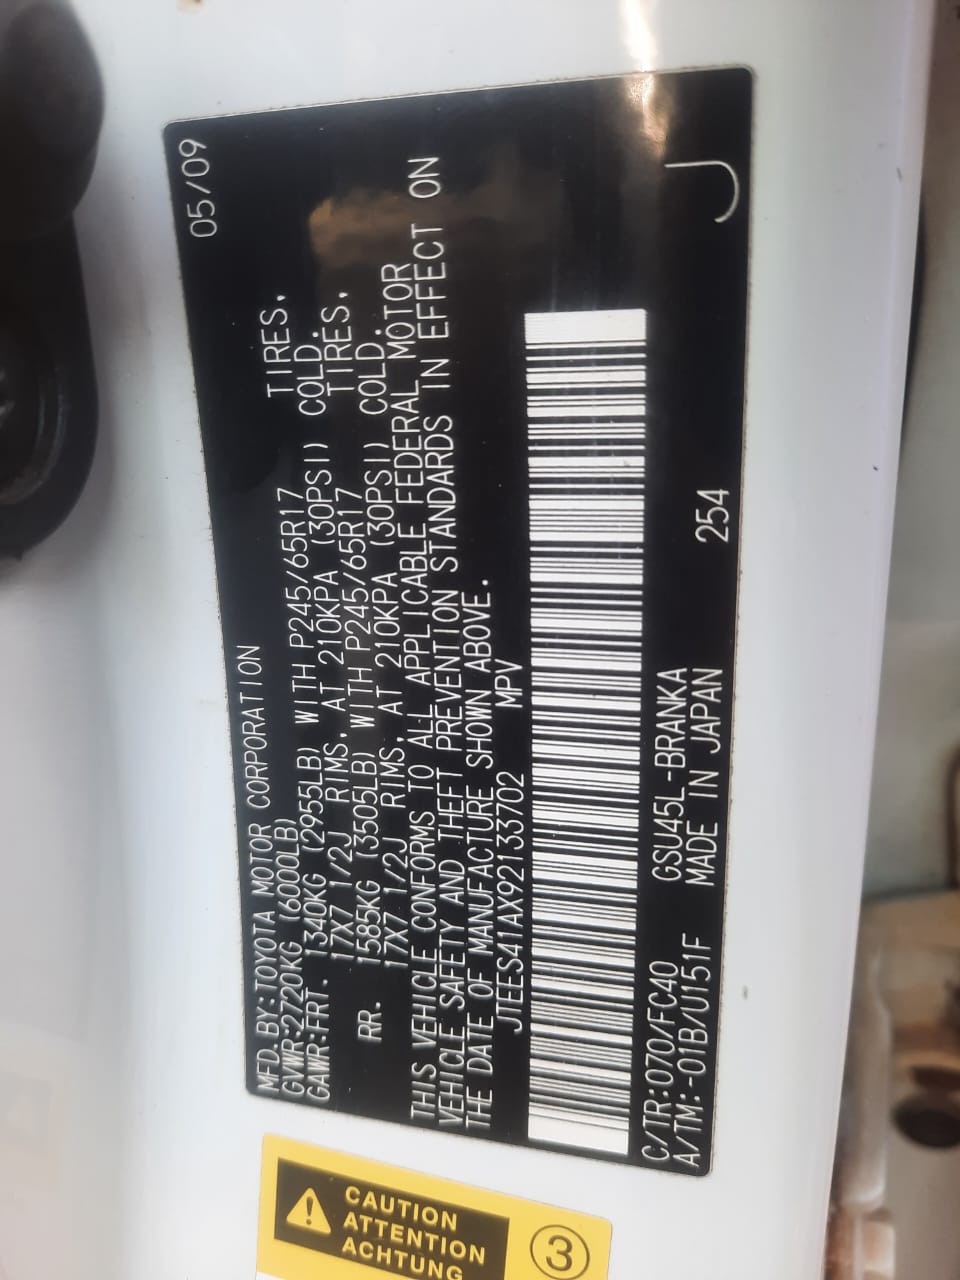 05/09
MFD.BY:TOYOTA MOTOR CORPORATION
GVWR:2720KG (6000LB)
GAWR:FRT. 1340KG (2955LB) WITH P245/65R17 TIRES.
17X7 1/2J RIMS, AT 210KPA (30PSI) COLD.
RR. 1585KG (3505LB) WITH P245/65R17 TIRES.
17X7 1/2J RIMS, AT 210KPA (30PSI) COLD.
THIS VEHICLE CONFORMS TO ALL APPLICABLE FEDERAL MOTOR
VEHICLE SAFETY AND THEFT PREVENTION STANDARDS IN EFFECT ON
THE DATE OF MANUFACTURE SHOWN ABOVE.
JTEES41AX92133702 MPV
C/TR:070/FC40 GSU45L-BRANKA
A/TM:-01B/U151F MADE IN JAPAN 254 J
CAUTION
ATTENTION
ACHTUNG
3